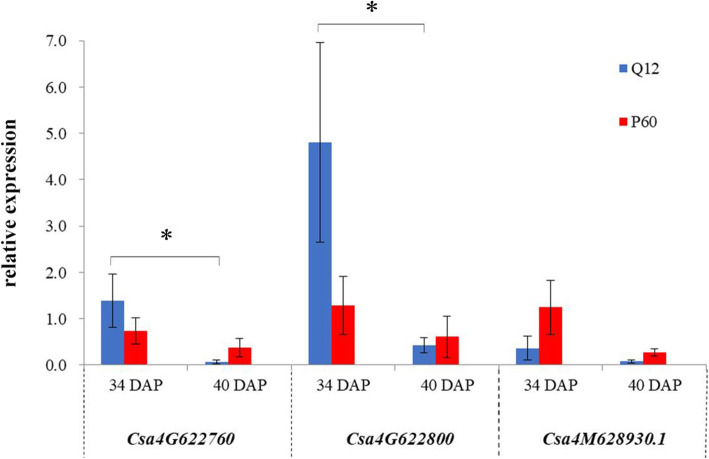 *
*
7.0
6.0
5.0
4.0
3.0
2.0
1.0
0.0
relative expression
Q12
P60
34 DAP 40 DAP 34 DAP 40 DAP 34 DAP 40 DAP
Csa4G622760 Csa4G622800 Csa4M628930.1